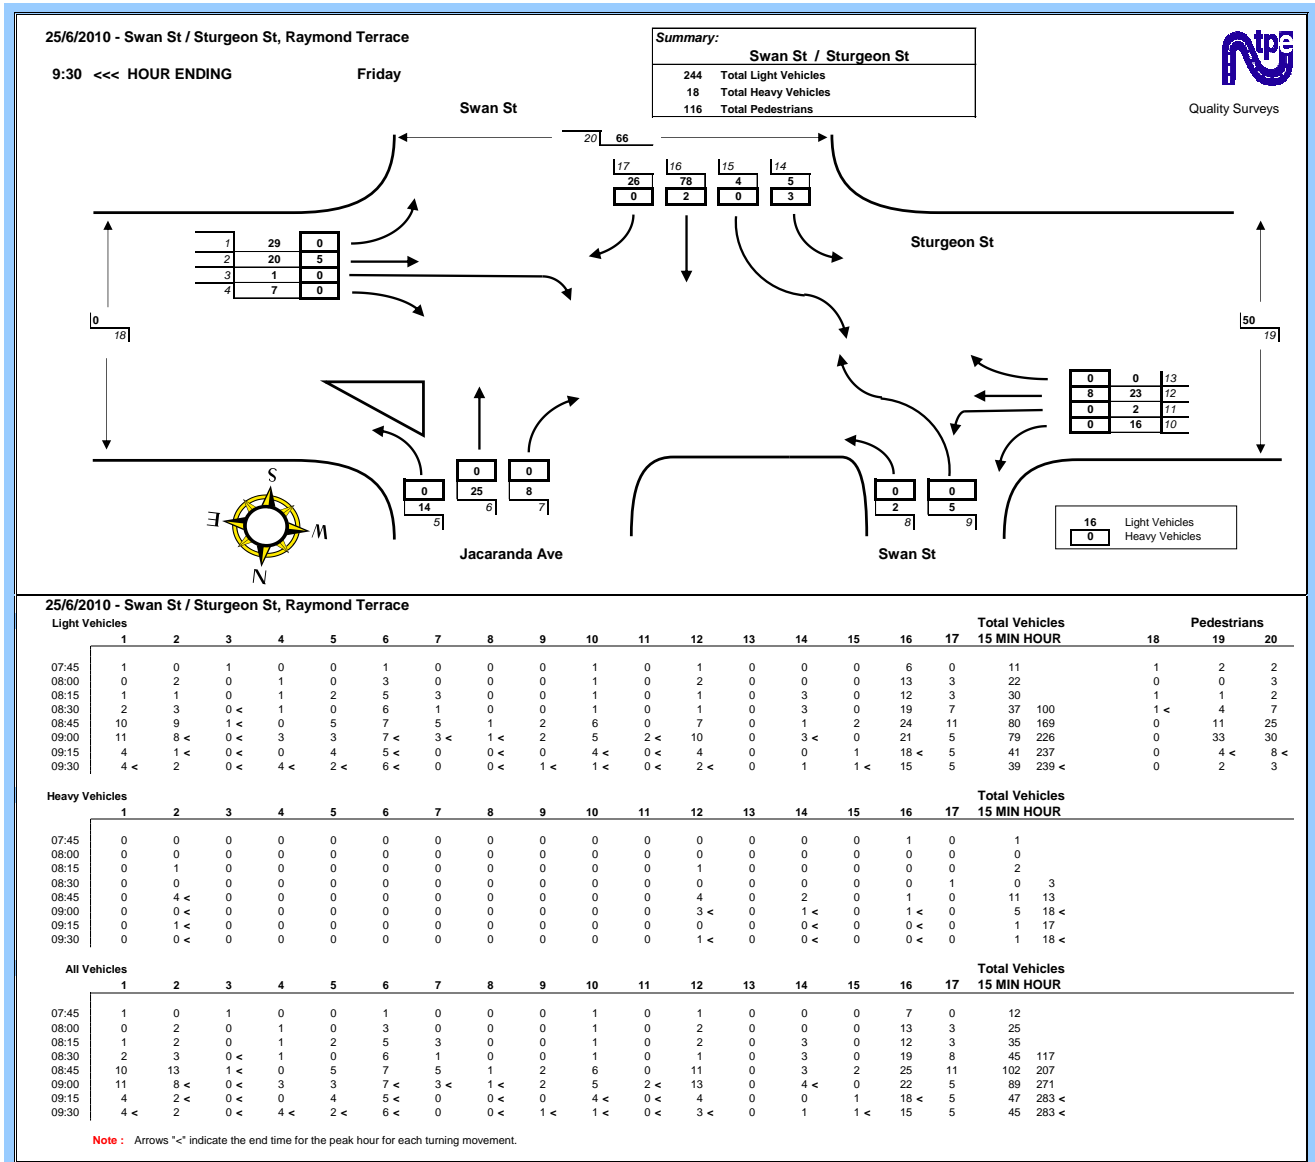 25/6/2010 - Swan St / Sturgeon St, Raymond Terrace
9:30 <<< HOUR ENDING Friday
Summary:
Swan St / Sturgeon St
244 Total Light Vehicles
18 Total Heavy Vehicles
116 Total Pedestrians
tpe
Quality Surveys
Swan St
20 66
17 16 15 14
26 78 4 5
0 2 0 3
Sturgeon St
1 29 0
2 20 5
3 1 0
4 7 0
0
18
50
19
0 0 13
8 23 12
0 2 11
0 16 10
0 0 0
14 25 8
5 6 7
0 0
2 5
8 9
S
E W
N
Jacaranda Ave
Swan St
16 Light Vehicles
0 Heavy Vehicles
25/6/2010 - Swan St / Sturgeon St, Raymond Terrace
Light Vehicles Total Vehicles Pedestrians
1 2 3 4 5 6 7 8 9 10 11 12 13 14 15 16 17 15 MIN HOUR 18 19 20
07:45 1 0 1 0 0 1 0 0 0 1 0 1 0 0 0 6 0 11 1 2 2
08:00 0 2 0 1 0 3 0 0 0 1 0 2 0 0 0 13 3 22 0 0 3
08:15 1 1 0 1 2 5 3 0 0 1 0 1 0 3 0 12 3 30 1 1 2
08:30 2 3 0 < 1 0 6 1 0 0 1 0 1 0 3 0 19 7 37 100 1 < 4 7
08:45 10 9 1 < 0 5 7 5 1 2 6 0 7 0 1 2 24 11 80 169 0 11 25
09:00 11 8 < 0 < 3 3 7 < 3 < 1 < 2 5 2 < 10 0 3 < 0 21 5 79 226 0 33 30
09:15 4 1 < 0 < 0 4 5 < 0 0 < 0 4 < 0 < 4 0 0 1 18 < 5 41 237 0 4 < 8 <
09:30 4 < 2 0 < 4 < 2 < 6 < 0 0 < 1 < 1 < 0 < 2 < 0 1 1 < 15 5 39 239 < 0 2 3
Heavy Vehicles Total Vehicles
1 2 3 4 5 6 7 8 9 10 11 12 13 14 15 16 17 15 MIN HOUR
07:45 0 0 0 0 0 0 0 0 0 0 0 0 0 0 0 1 0 1
08:00 0 0 0 0 0 0 0 0 0 0 0 0 0 0 0 0 0 0
08:15 0 1 0 0 0 0 0 0 0 0 0 1 0 0 0 0 0 2
08:30 0 0 0 0 0 0 0 0 0 0 0 0 0 0 0 0 1 0 3
08:45 0 4 < 0 0 0 0 0 0 0 0 0 4 0 2 0 1 0 11 13
09:00 0 0 < 0 0 0 0 0 0 0 0 0 3 < 0 1 < 0 1 < 0 5 18 <
09:15 0 1 < 0 0 0 0 0 0 0 0 0 0 0 0 < 0 0 < 0 1 17
09:30 0 0 < 0 0 0 0 0 0 0 0 0 1 < 0 0 < 0 0 < 0 1 18 <
All Vehicles Total Vehicles
1 2 3 4 5 6 7 8 9 10 11 12 13 14 15 16 17 15 MIN HOUR
07:45 1 0 1 0 0 1 0 0 0 1 0 1 0 0 0 7 0 12
08:00 0 2 0 1 0 3 0 0 0 1 0 2 0 0 0 13 3 25
08:15 1 2 0 1 2 5 3 0 0 1 0 2 0 3 0 12 3 35
08:30 2 3 0 < 1 0 6 1 0 0 1 0 1 0 3 0 19 8 45 117
08:45 10 13 1 < 0 5 7 5 1 2 6 0 11 0 3 2 25 11 102 207
09:00 11 8 < 0 < 3 3 7 < 3 < 1 < 2 5 2 < 13 0 4 < 0 22 5 89 271
09:15 4 2 < 0 < 0 4 5 < 0 0 < 0 4 < 0 < 4 0 0 1 18 < 5 47 283 <
09:30 4 < 2 0 < 4 < 2 < 6 < 0 0 < 1 < 1 < 0 < 3 < 0 1 1 < 15 5 45 283 <
Note : Arrows "<" indicate the end time for the peak hour for each turning movement.